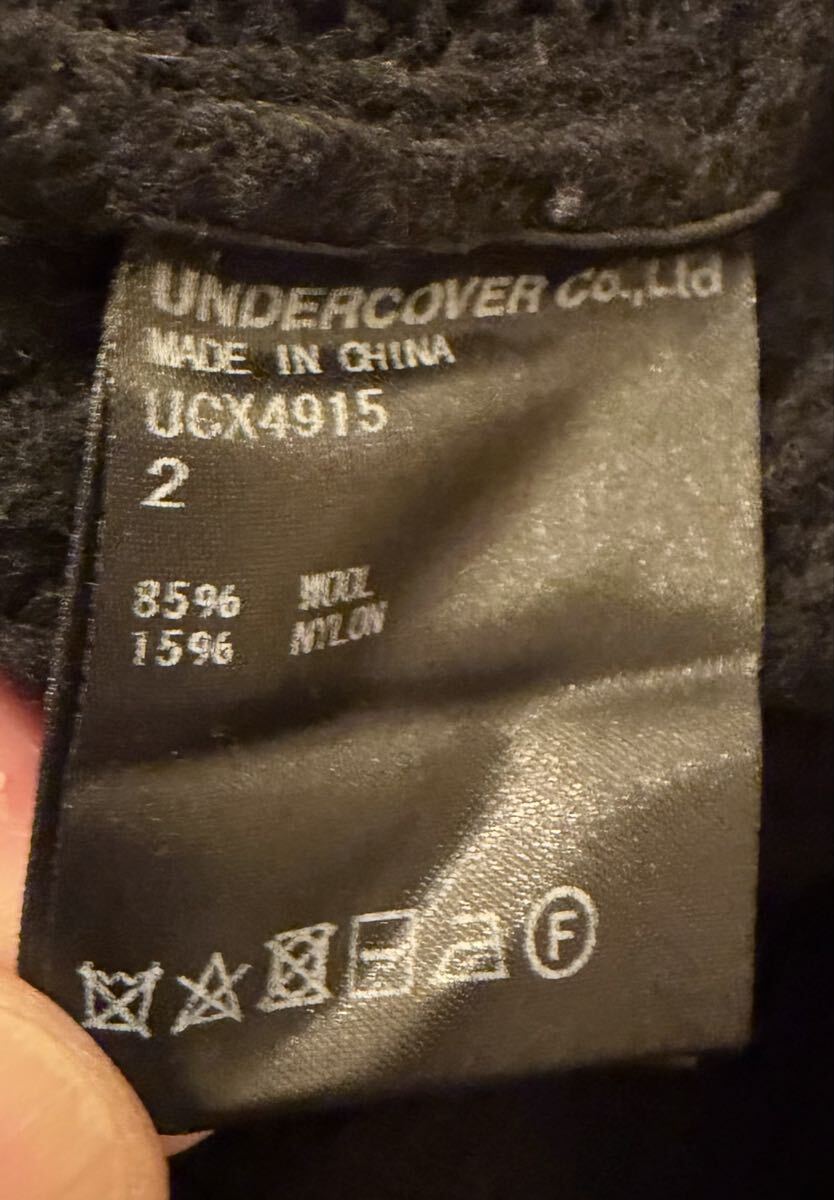 UNDERCOVER Co.,Ltd
MADE IN CHINA
UCX4915
2
85% WOOL
15% NYLON
F